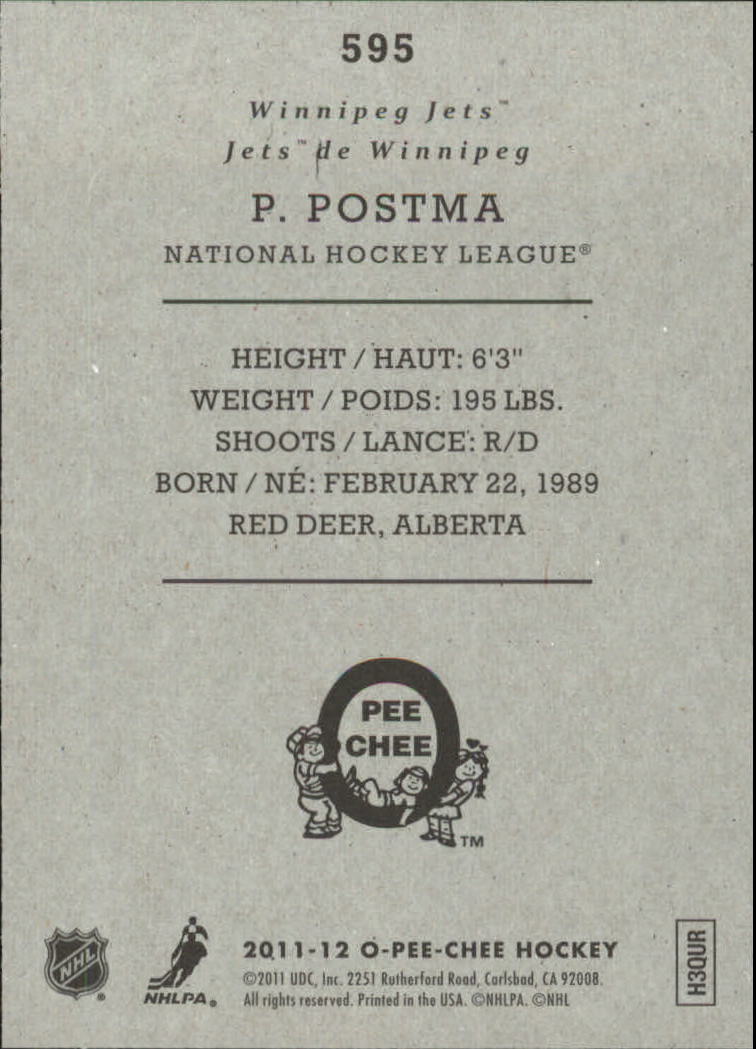 595
Winnipeg Jets™
Jets™ de Winnipeg
P. POSTMA
NATIONAL HOCKEY LEAGUE®
HEIGHT / HAUT: 6'3"
WEIGHT / POIDS: 195 LBS.
SHOOTS / LANCE: R/D
BORN / NÉ: FEBRUARY 22, 1989
RED DEER, ALBERTA
O
PEE
CHEE
TM
NHL
®
NHLPA®
2011-12 O-PEE-CHEE HOCKEY
©2011 UDC, Inc. 2251 Rutherford Road, Carlsbad, CA 92008.
All rights reserved. Printed in the USA. ©NHLPA. ©NHL
H3QUR